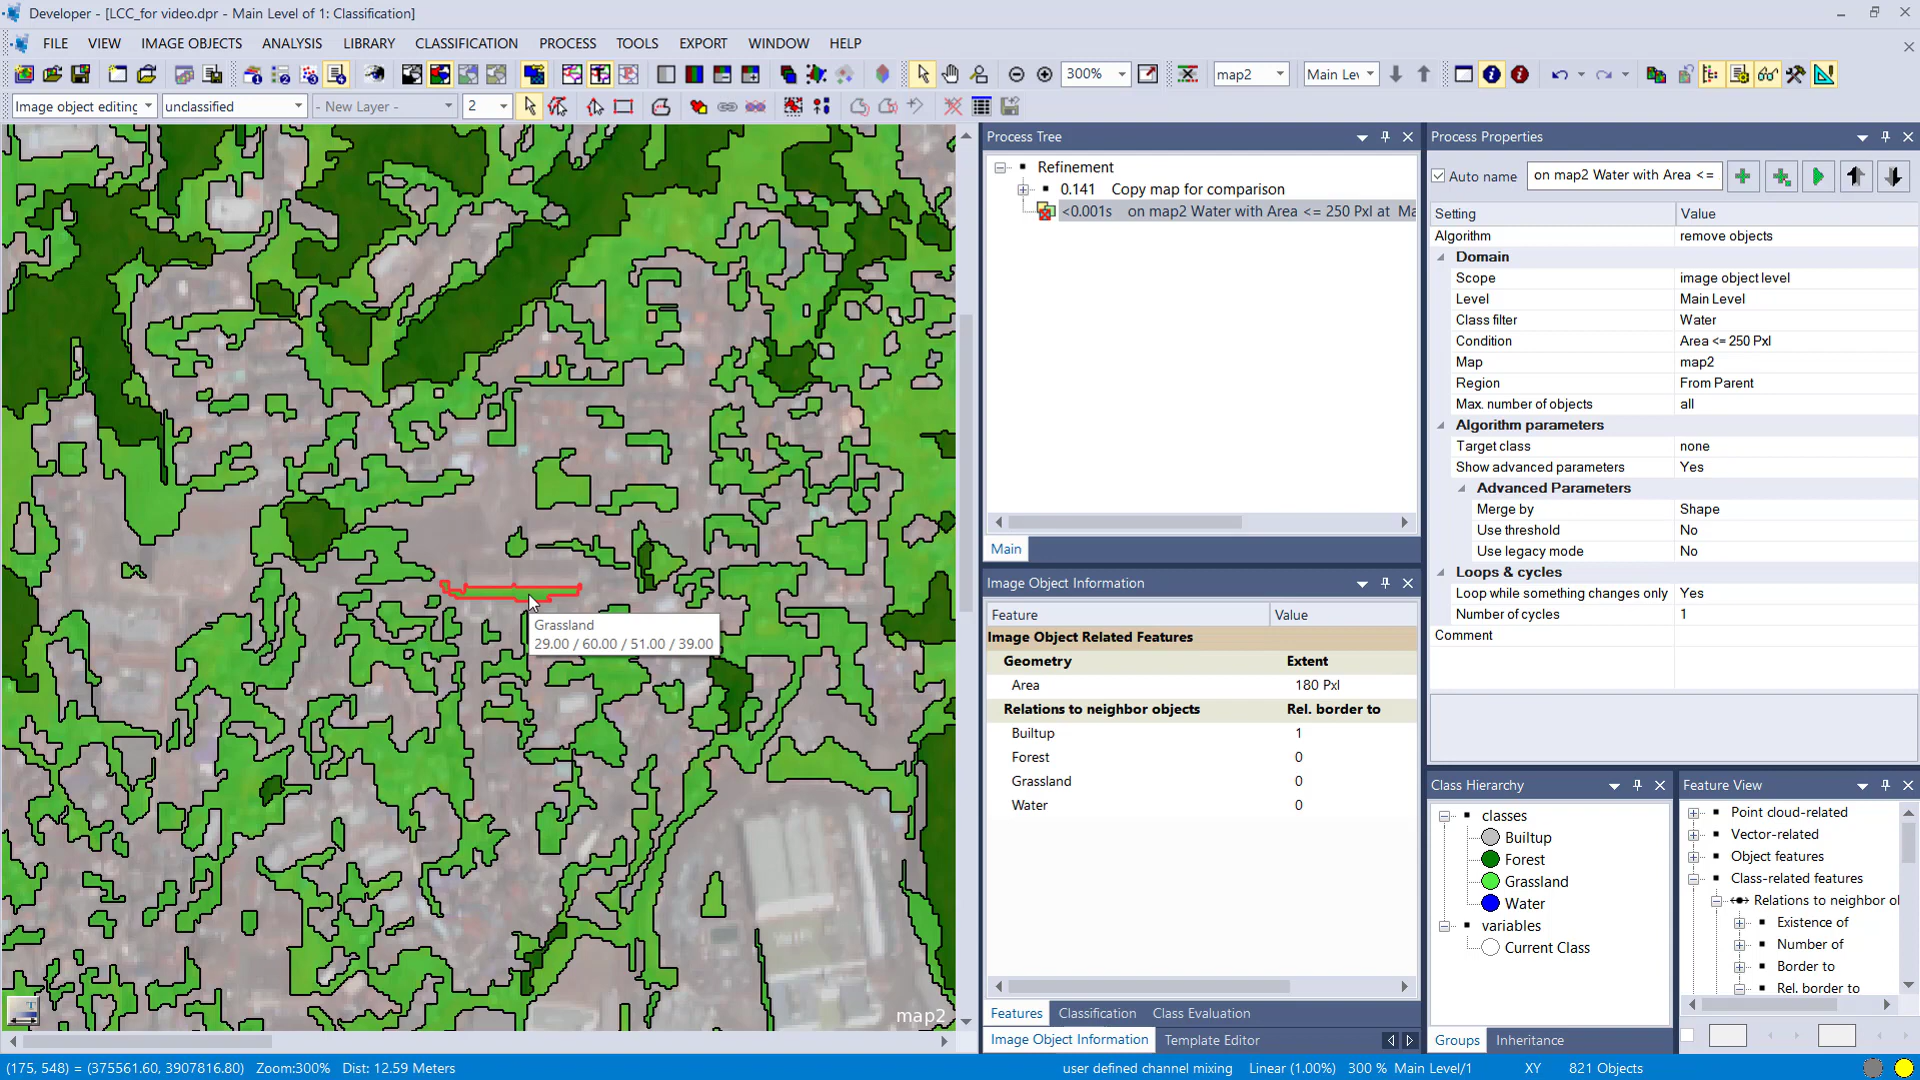 Developer - [LCC_for video.dpr - Main Level of 1: Classification]
FILE VIEW IMAGE OBJECTS ANALYSIS LIBRARY CLASSIFICATION PROCESS TOOLS EXPORT WINDOW HELP
300% map2 Main Lev
Image object editing unclassified - New Layer - 2
Process Tree
Refinement
0.141 Copy map for comparison
<0.001s on map2 Water with Area <= 250 Pxl at Ma
Main
Process Properties
Auto name on map2 Water with Area <=
Setting Value
Algorithm remove objects
Domain
Scope image object level
Level Main Level
Class filter Water
Condition Area <= 250 Pxl
Map map2
Region From Parent
Max. number of objects all
Algorithm parameters
Target class none
Show advanced parameters Yes
Advanced Parameters
Merge by Shape
Use threshold No
Use legacy mode No
Loops & cycles
Loop while something changes only Yes
Number of cycles 1
Comment
Grassland
29.00 / 60.00 / 51.00 / 39.00
map2
Image Object Information
Feature Value
Image Object Related Features
Geometry Extent
Area 180 Pxl
Relations to neighbor objects Rel. border to
Builtup 1
Forest 0
Grassland 0
Water 0
Features Classification Class Evaluation
Image Object Information Template Editor
Class Hierarchy
classes
Builtup
Forest
Grassland
Water
variables
Current Class
Groups Inheritance
Feature View
Point cloud-related
Vector-related
Object features
Class-related features
Relations to neighbor ol
Existence of
Number of
Border to
Rel. border to
(175, 548) = (375561.60, 3907816.80) Zoom:300% Dist: 12.59 Meters user defined channel mixing Linear (1.00%) 300 % Main Level/1 XY 821 Objects